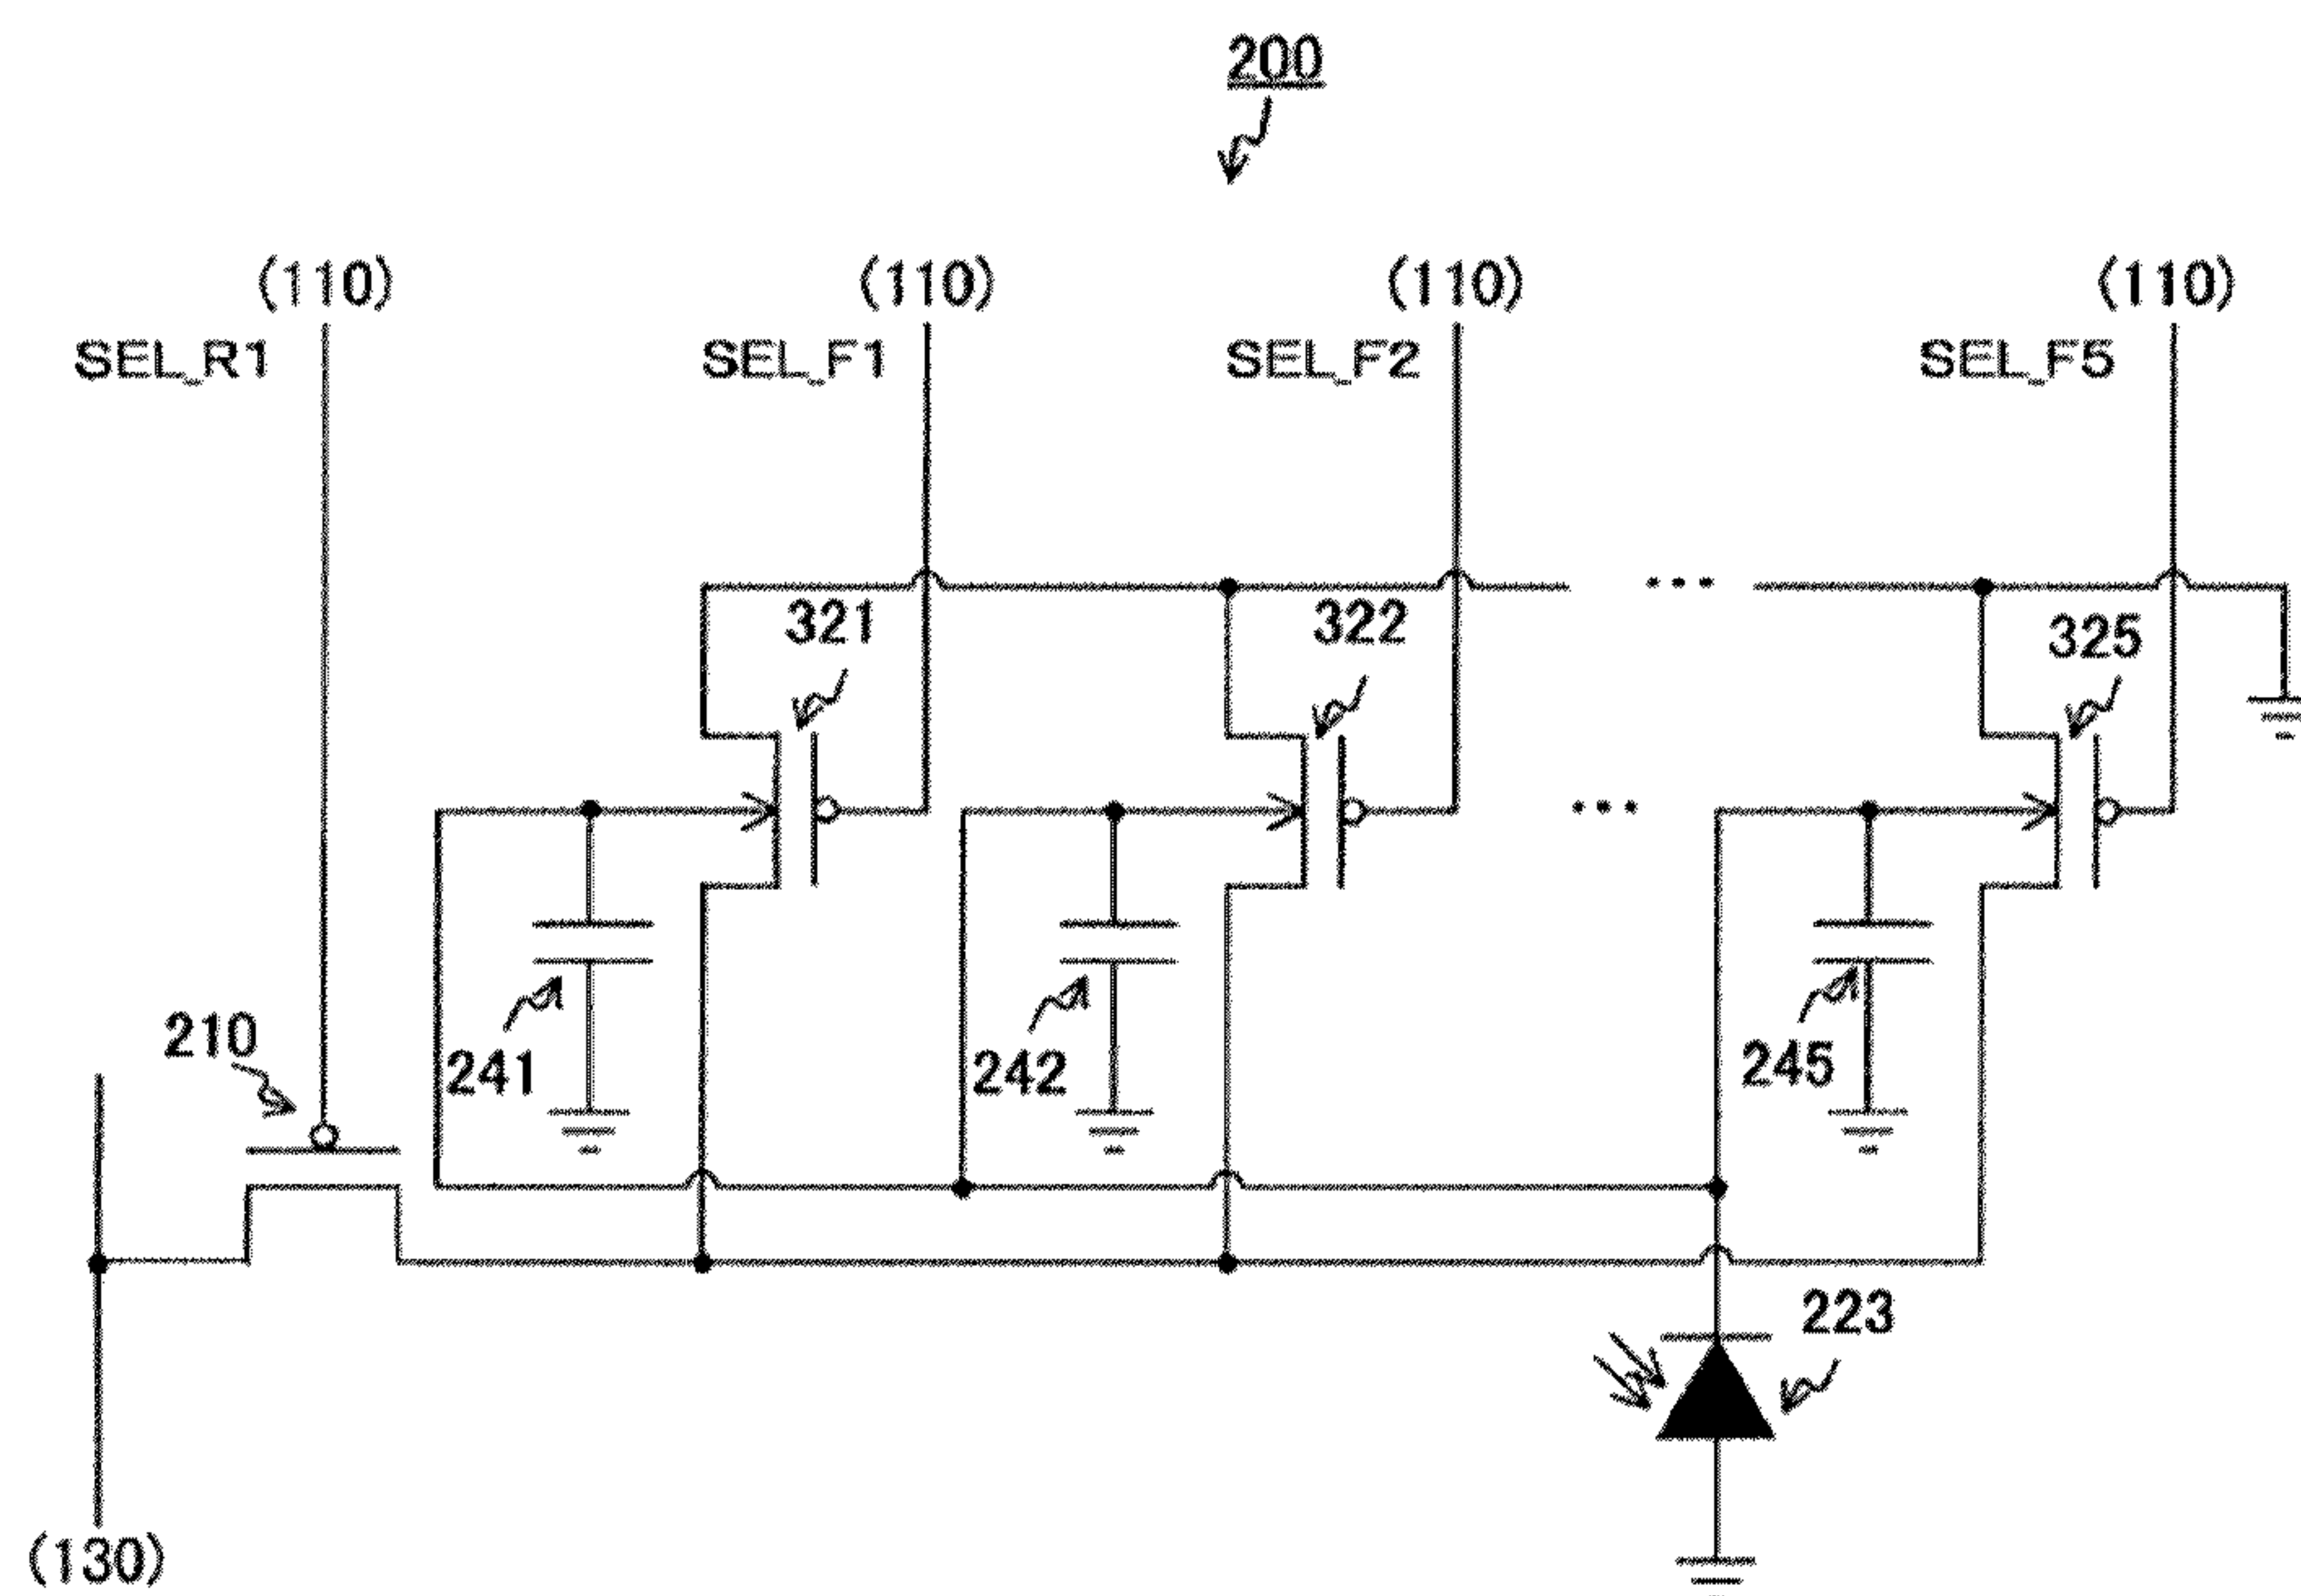 200
(110) (110) (110) (110)
SEL_R1 SEL_F1 SEL_F2 SEL_F5
...
321 322 325
...
210 241 242 245
223
(130)